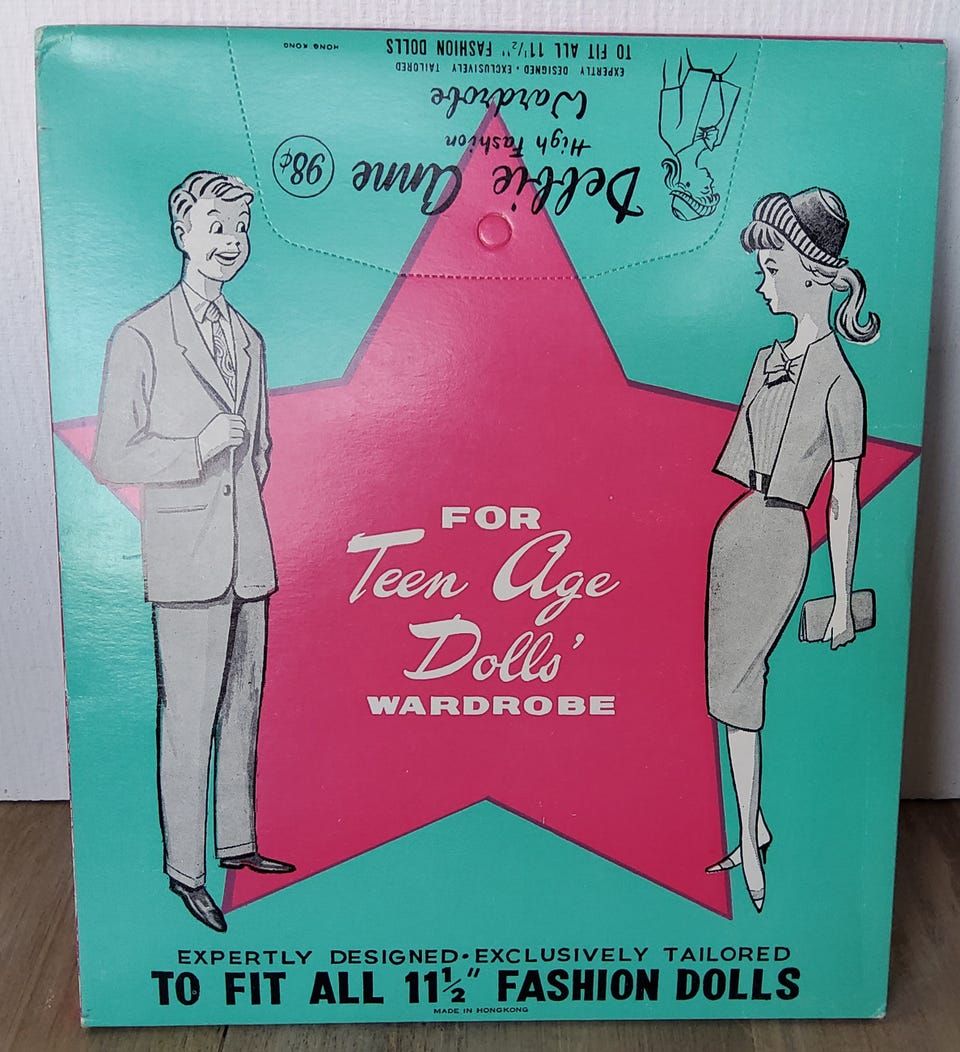 TO FIT ALL 11½" FASHION DOLLS
HONG KONG
EXPERTLY DESIGNED • EXCLUSIVELY TAILORED
Wardrobe
High Fashion
Debbie Anne
98¢
FOR
Teen Age
Dolls'
WARDROBE
EXPERTLY DESIGNED • EXCLUSIVELY TAILORED
TO FIT ALL 11½" FASHION DOLLS
MADE IN HONGKONG